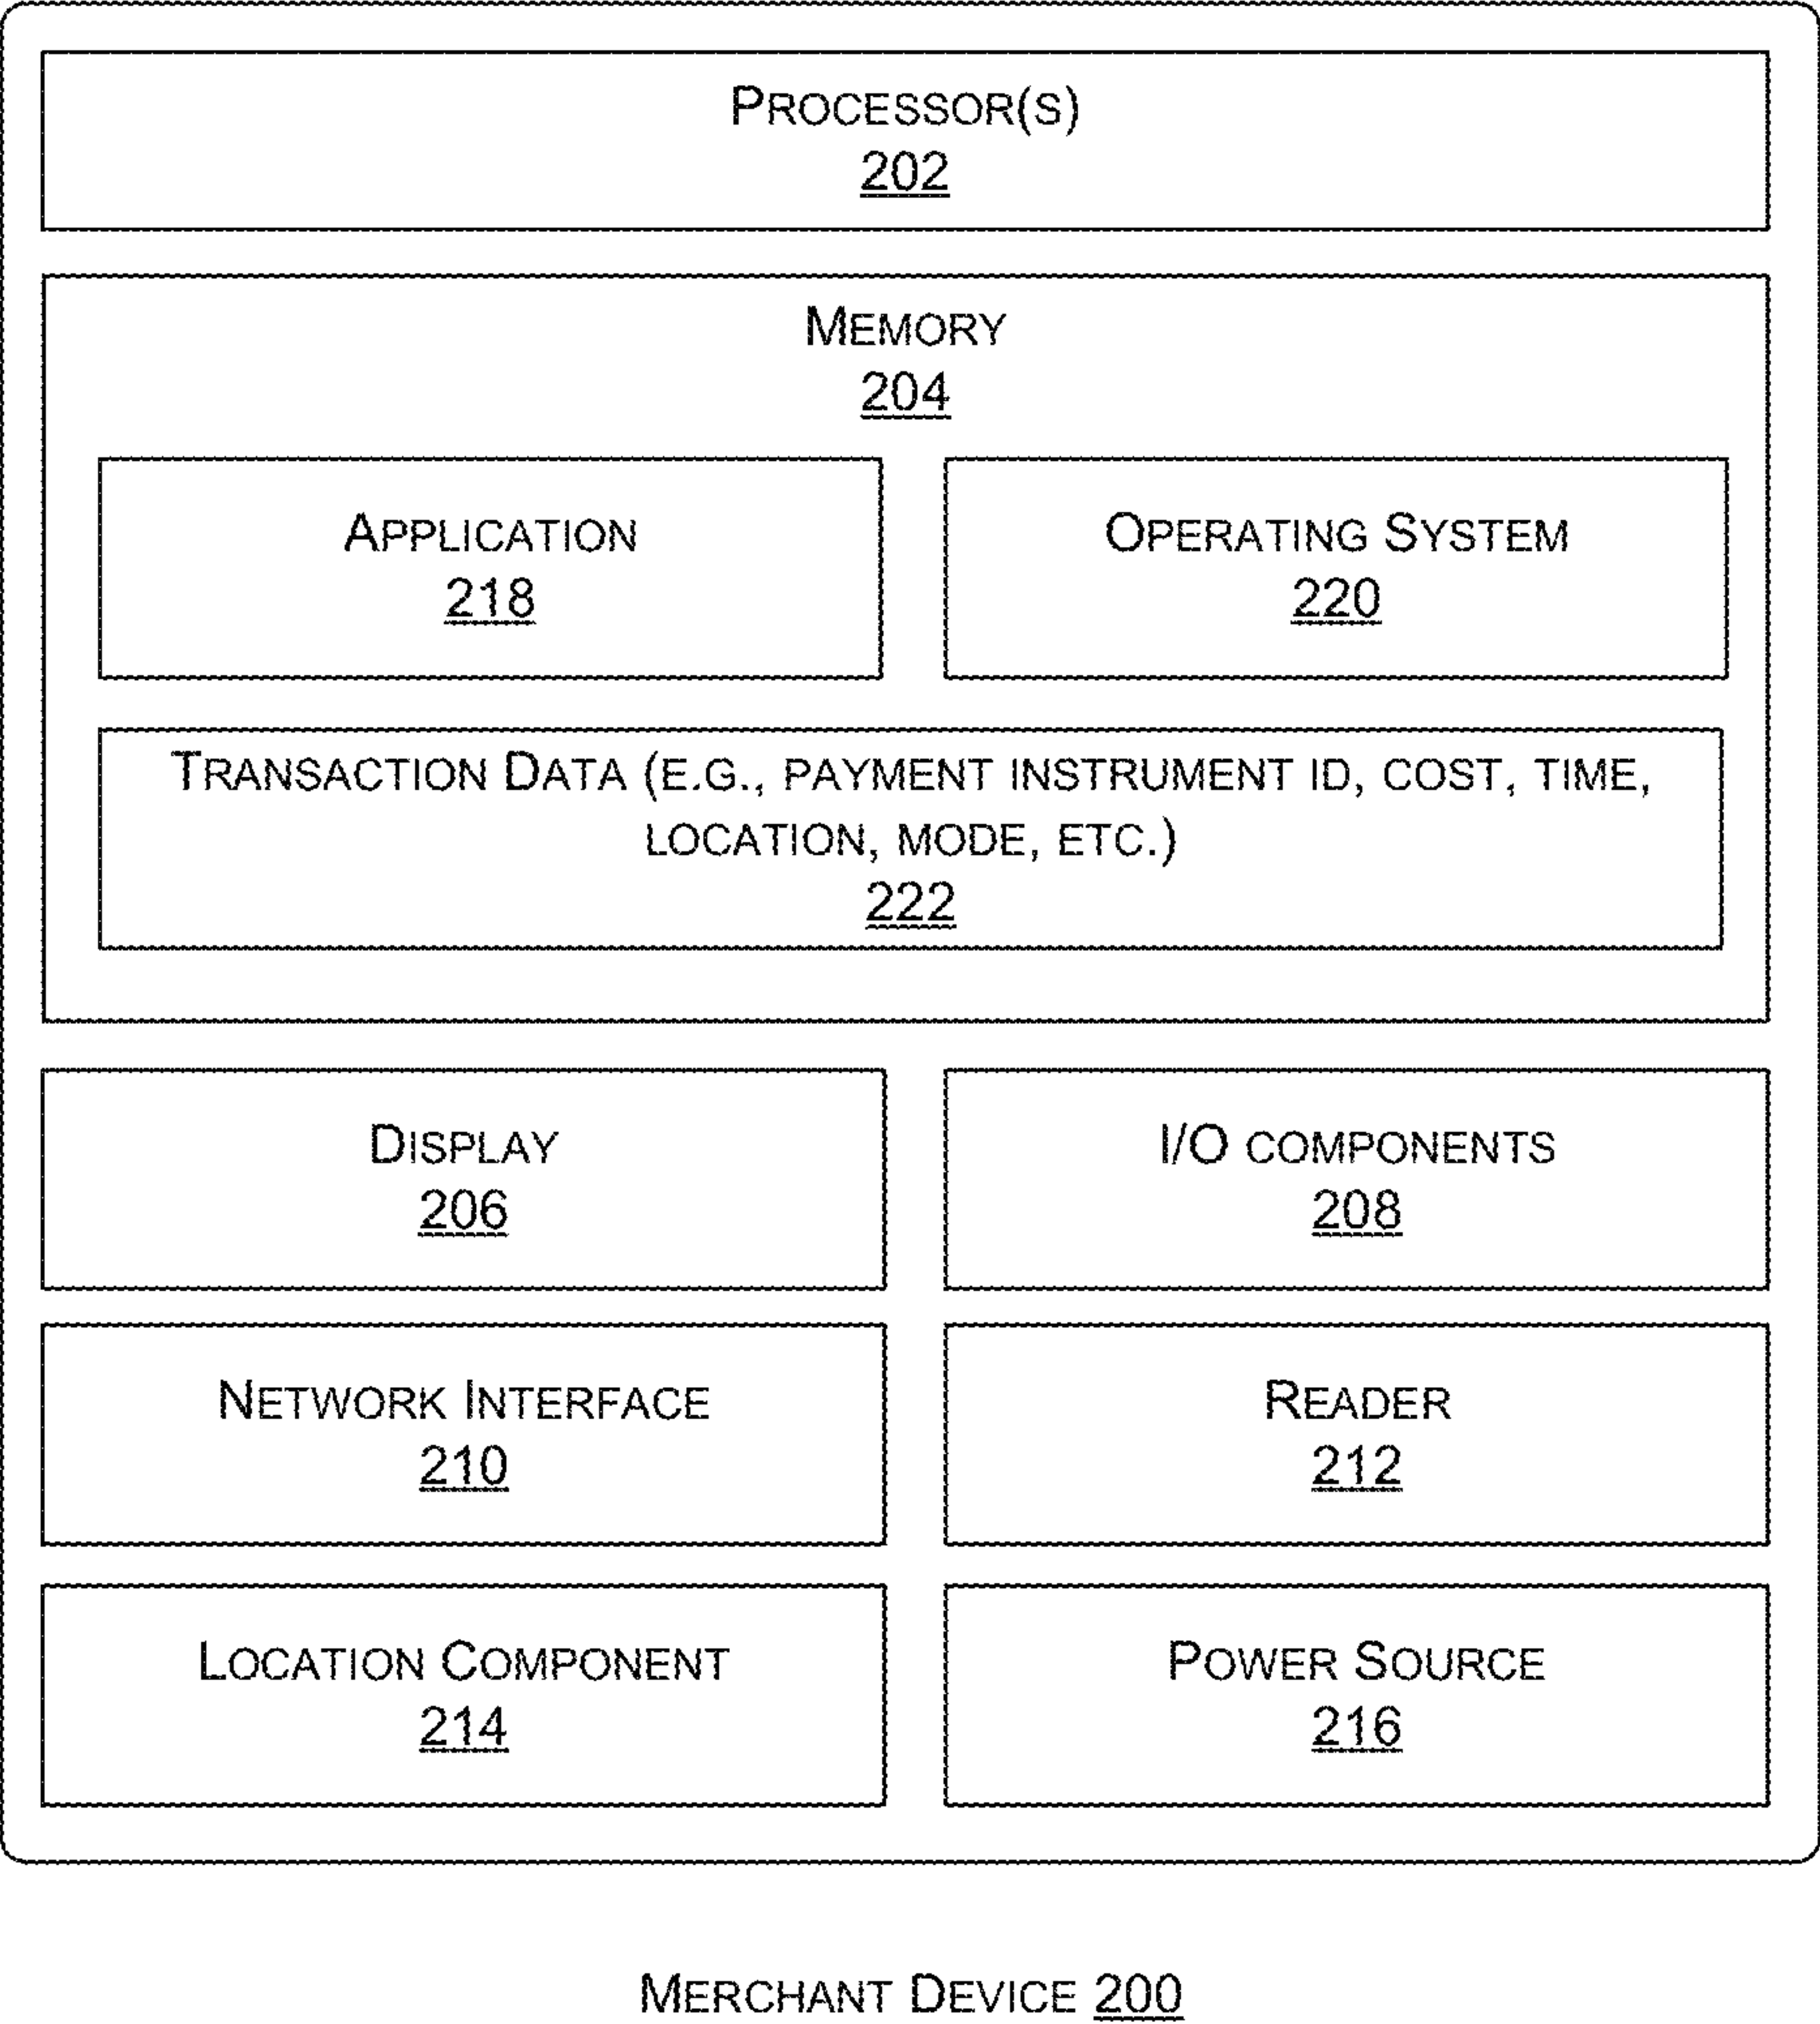 PROCESSOR(S)
202
MEMORY
204
APPLICATION
218
OPERATING SYSTEM
220
TRANSACTION DATA (E.G., PAYMENT INSTRUMENT ID, COST, TIME,
LOCATION, MODE, ETC.)
222
DISPLAY
206
I/O COMPONENTS
208
NETWORK INTERFACE
210
READER
212
LOCATION COMPONENT
214
POWER SOURCE
216
MERCHANT DEVICE 200